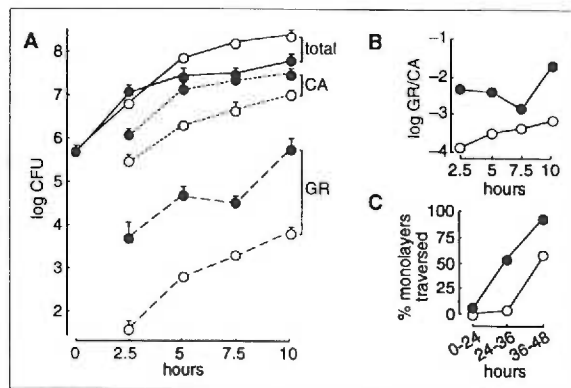 A
log CFU
8
7
6
5
4
3
2
0
2.5
5
7.5
10
hours
total
CA
GR
B
log GR/CA
−1
−2
−3
−4
2.5
5
7.5
10
hours
C
% monolayers
traversed
100
75
50
25
0
0-24
24-36
36-48
hours